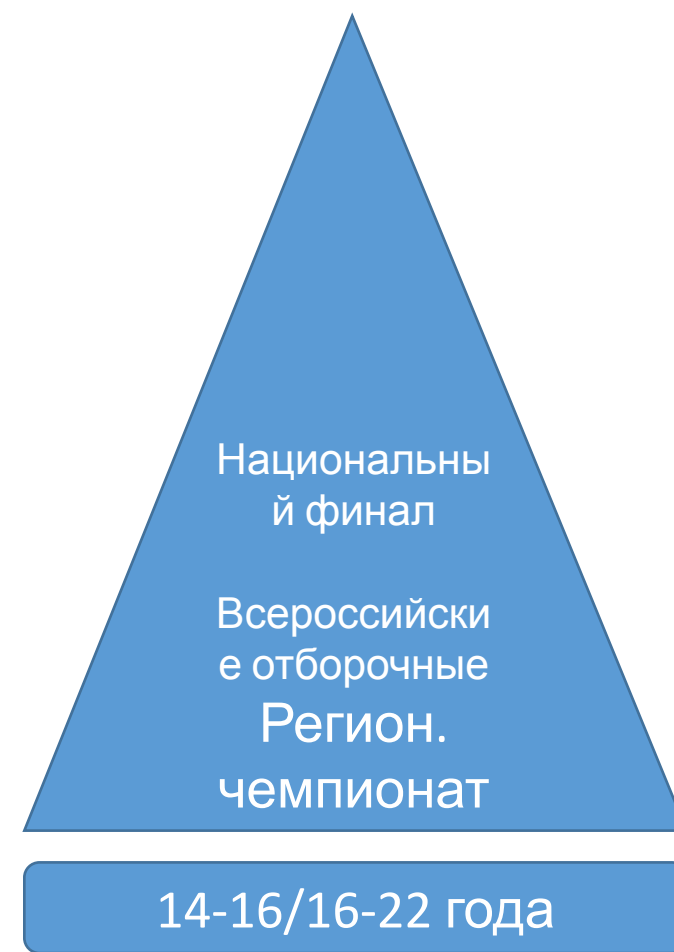 Национальны
й финал
Всероссийски
е отборочные
Регион.
чемпионат
14-16/16-22 года